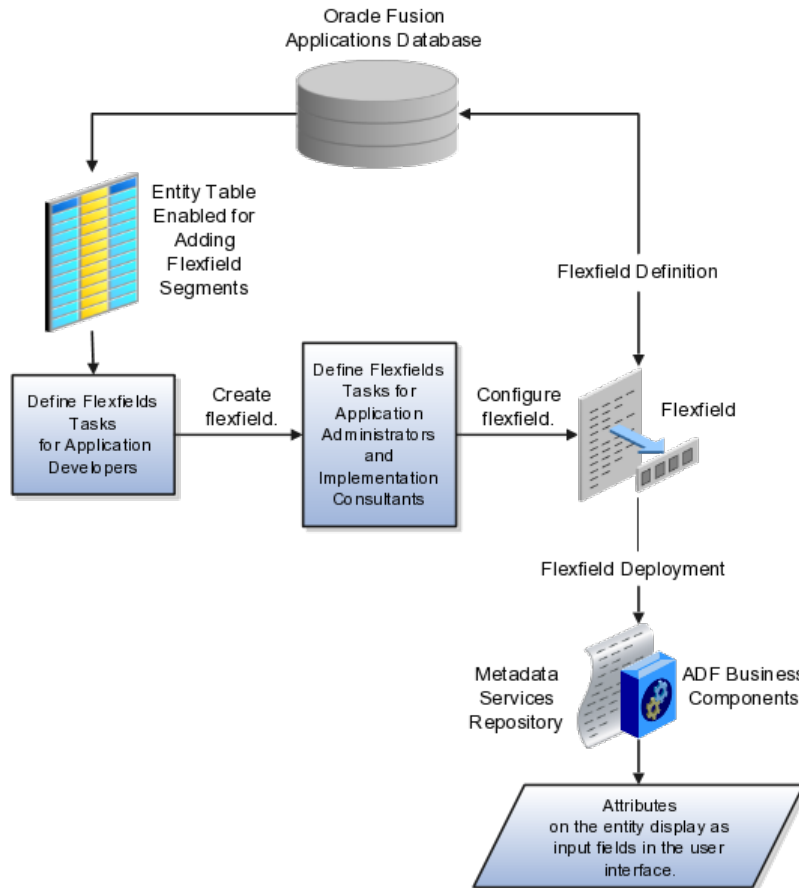 Oracle Fusion
Applications Database
Entity Table
Enabled for
Adding
Flexfield
Segments
Flexfield Definition
Define Flexfields
Tasks
for Application
Developers
Create
flexfield.
Define Flexfields
Tasks for
Application
Administrators
and
Implementation
Consultants
Configure
flexfield.
Flexfield
Flexfield Deployment
Metadata
Services
Repository
ADF Business
Components
Attributes
on the entity display as
input fields in the user
interface.